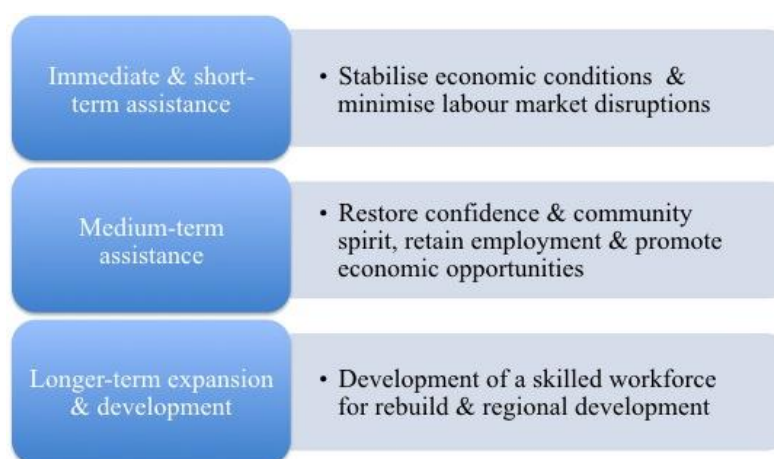 Immediate & short-
term assistance
• Stabilise economic conditions &
minimise labour market disruptions
Medium-term
assistance
• Restore confidence & community
spirit, retain employment & promote
economic opportunities
Longer-term expansion
& development
• Development of a skilled workforce
for rebuild & regional development